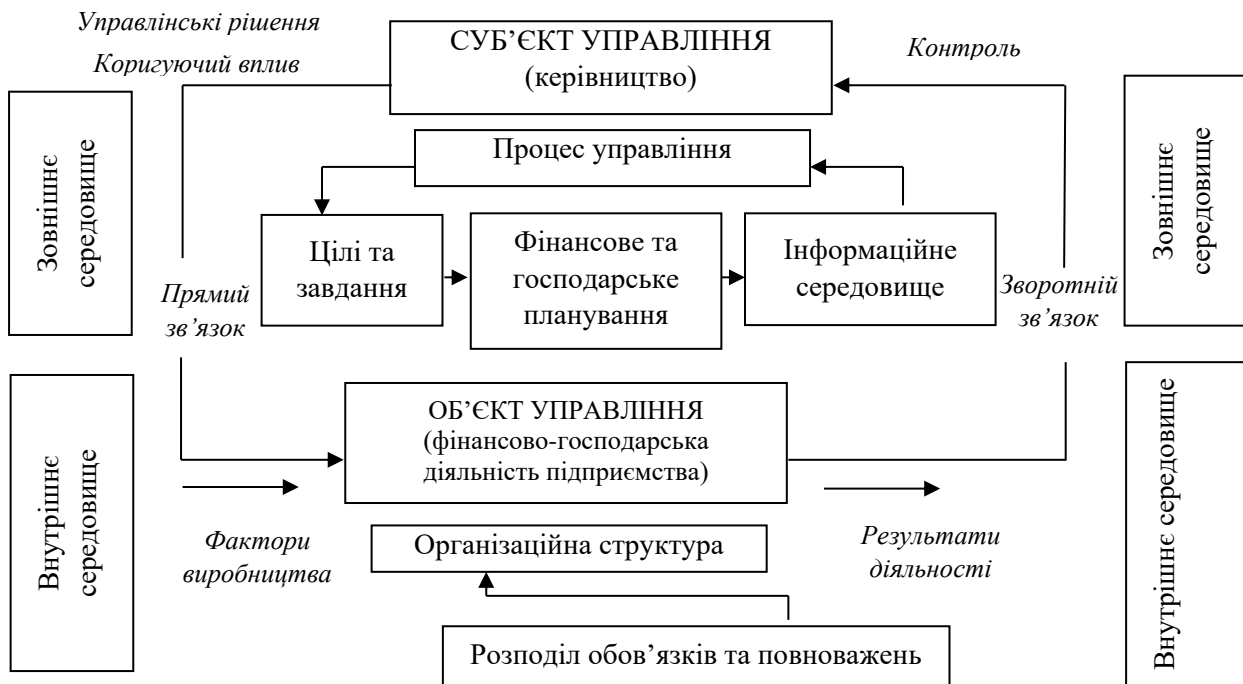 Управлінські рішення
Коригуючий вплив
СУБ’ЄКТ УПРАВЛІННЯ
(керівництво)
Контроль
Зовнішнє
середовище
Процес управління
Зовнішнє
середовище
Цілі та
завдання
Фінансове та
господарське
планування
Інформаційне
середовище
Прямий
зв’язок
Зворотній
зв’язок
Внутрішнє
середовище
ОБ’ЄКТ УПРАВЛІННЯ
(фінансово-господарська
діяльність підприємства)
Внутрішнє середовище
Фактори
виробництва
Організаційна структура
Результати
діяльності
Розподіл обов’язків та повноважень